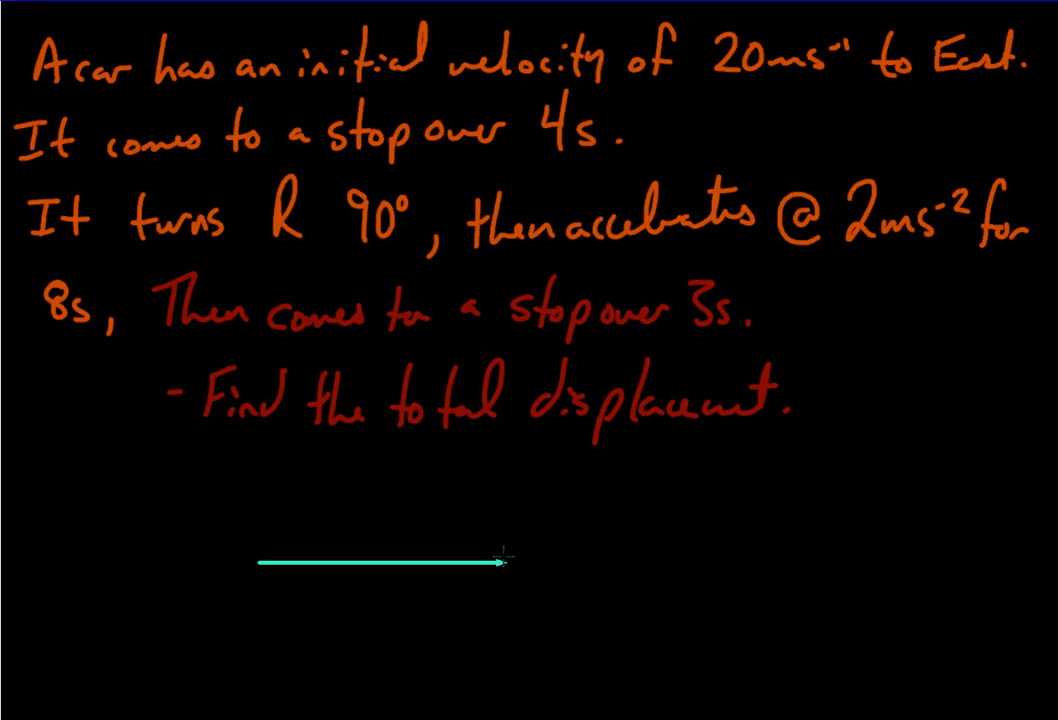 A car has an initial velocity of 20ms⁻¹ to East.
It comes to a stop over 4s.
It turns R 90°, then accelerates @ 2ms⁻² for
8s, Then comes to a stop over 3s.
- Find the total displacement.